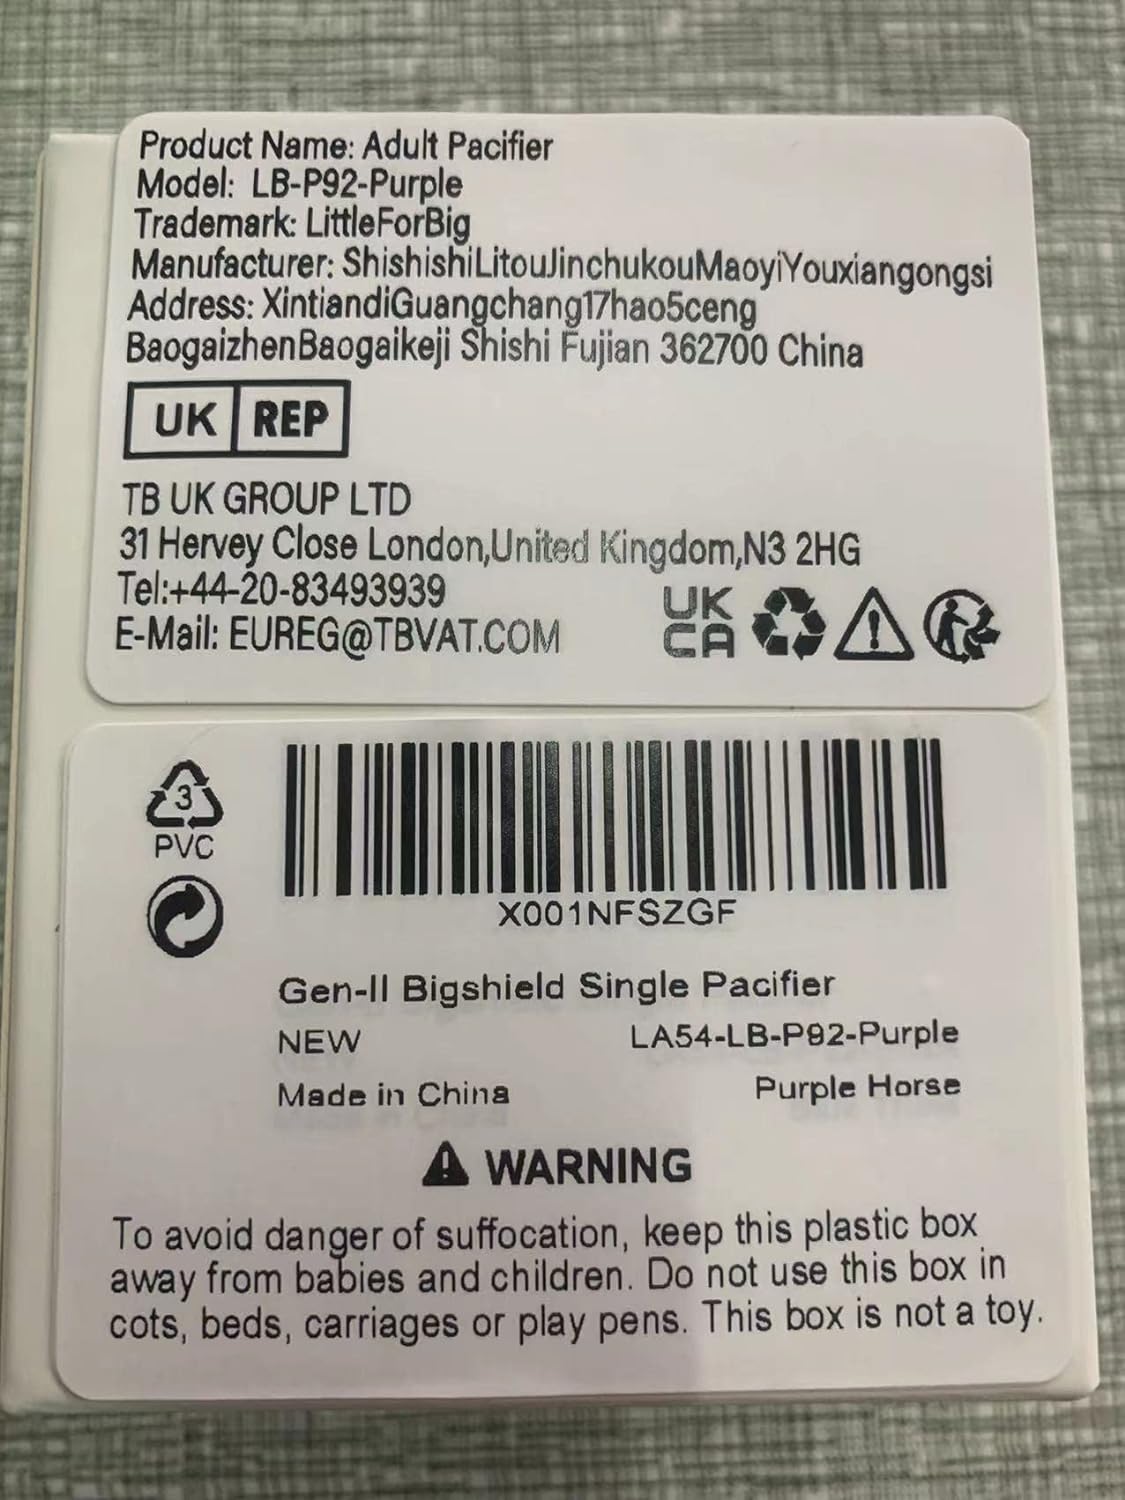 Product Name: Adult Pacifier
Model: LB-P92-Purple
Trademark: LittleForBig
Manufacturer: ShishishiLitouJinchukouMaoyiYouxiangongsi
Address: XintiandiGuangchang17hao5ceng
BaogaizhenBaogaikeji Shishi Fujian 362700 China
UK REP
TB UK GROUP LTD
31 Hervey Close London,United Kingdom,N3 2HG
Tel:+44-20-83493939
E-Mail: EUREG@TBVAT.COM
UK
CA
3
PVC
X001NFSZGF
Gen-II Bigshield Single Pacifier
NEW LA54-LB-P92-Purple
Made in China Purple Horse
WARNING
To avoid danger of suffocation, keep this plastic box
away from babies and children. Do not use this box in
cots, beds, carriages or play pens. This box is not a toy.